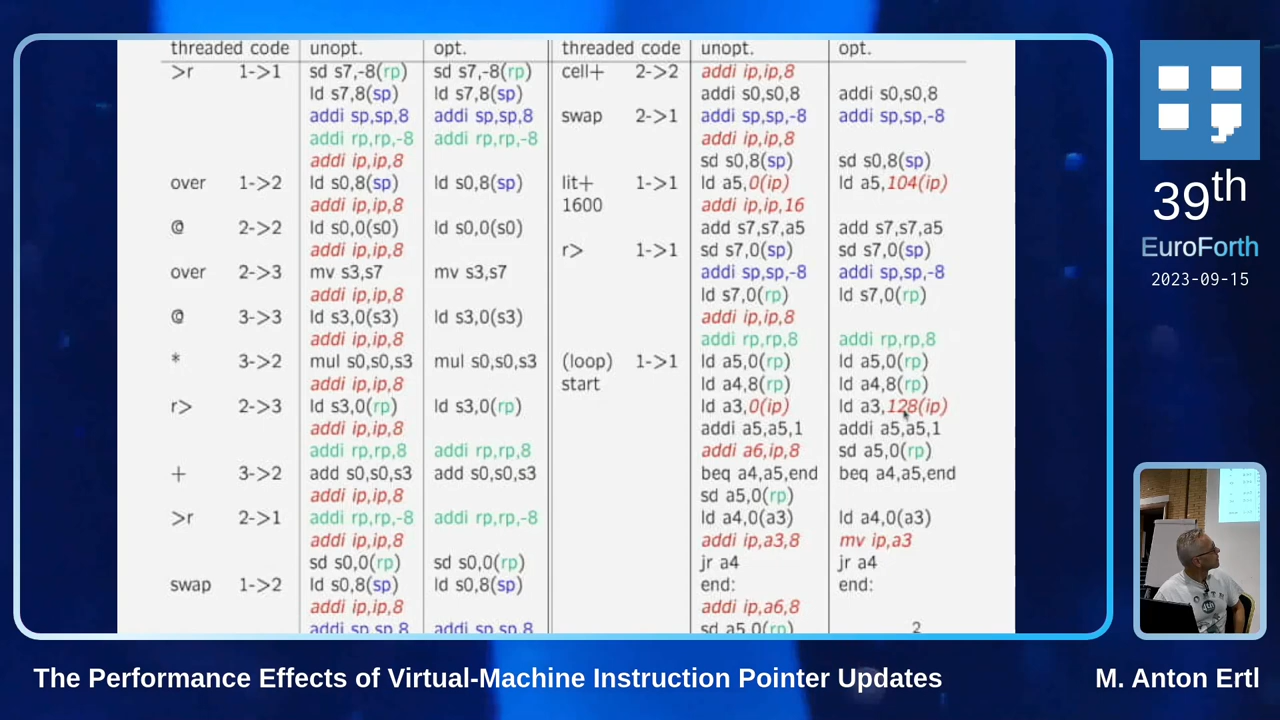 threaded code unopt. opt. threaded code unopt. opt.
>r 1->1 sd s7,-8(rp) sd s7,-8(rp) cell+ 2->2 addi ip,ip,8
ld s7,8(sp) ld s7,8(sp) addi s0,s0,8 addi s0,s0,8
addi sp,sp,8 addi sp,sp,8 swap 2->1 addi sp,sp,-8 addi sp,sp,-8
addi rp,rp,-8 addi rp,rp,-8 addi ip,ip,8
addi ip,ip,8 sd s0,8(sp) sd s0,8(sp)
over 1->2 ld s0,8(sp) ld s0,8(sp) lit+ 1->1 ld a5,0(ip) ld a5,104(ip)
addi ip,ip,8 1600 addi ip,ip,16
@ 2->2 ld s0,0(s0) ld s0,0(s0) add s7,s7,a5 add s7,s7,a5
addi ip,ip,8 r> 1->1 sd s7,0(sp) sd s7,0(sp)
over 2->3 mv s3,s7 mv s3,s7 addi sp,sp,-8 addi sp,sp,-8
addi ip,ip,8 ld s7,0(rp) ld s7,0(rp)
@ 3->3 ld s3,0(s3) ld s3,0(s3) addi ip,ip,8
addi ip,ip,8 addi rp,rp,8 addi rp,rp,8
* 3->2 mul s0,s0,s3 mul s0,s0,s3 (loop) 1->1 ld a5,0(rp) ld a5,0(rp)
addi ip,ip,8 start ld a4,8(rp) ld a4,8(rp)
r> 2->3 ld s3,0(rp) ld s3,0(rp) ld a3,0(ip) ld a3,128(ip)
addi ip,ip,8 addi a5,a5,1 addi a5,a5,1
addi rp,rp,8 addi rp,rp,8 addi a6,ip,8 sd a5,0(rp)
+ 3->2 add s0,s0,s3 add s0,s0,s3 beq a4,a5,end beq a4,a5,end
addi ip,ip,8 sd a5,0(rp)
>r 2->1 addi rp,rp,-8 addi rp,rp,-8 ld a4,0(a3) ld a4,0(a3)
addi ip,ip,8 addi ip,a3,8 mv ip,a3
sd s0,0(rp) sd s0,0(rp) jr a4 jr a4
swap 1->2 ld s0,8(sp) ld s0,8(sp) end: end:
addi ip,ip,8 addi ip,a6,8
addi sp,sp,8 addi sp,sp,8 sd a5,0(rp) 2
39th
EuroForth
2023-09-15
The Performance Effects of Virtual-Machine Instruction Pointer Updates M. Anton Ertl